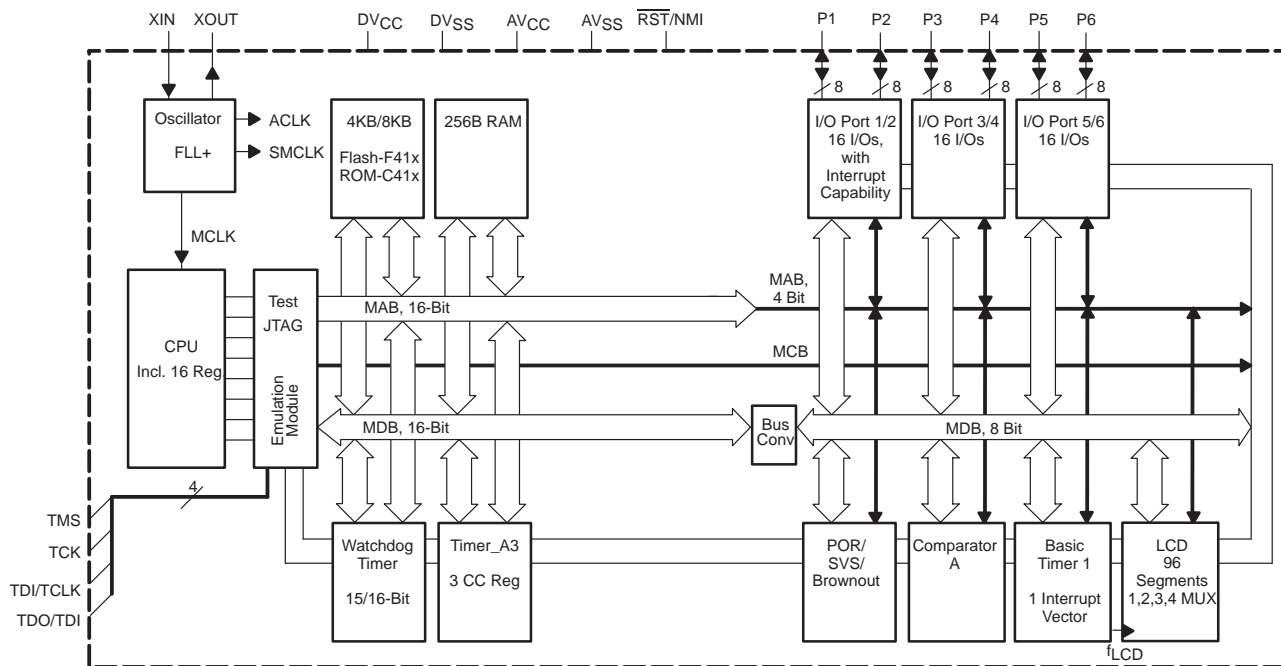 XIN
XOUT
DVCC
DVSS
AVCC
AVSS
RST/NMI
P1
P2
P3
P4
P5
P6
8
8
8
8
8
8
Oscillator
FLL+
ACLK
SMCLK
4KB/8KB
Flash-F41x
ROM-C41x
256B RAM
I/O Port 1/2
16 I/Os,
with
Interrupt
Capability
I/O Port 3/4
16 I/Os
I/O Port 5/6
16 I/Os
MCLK
CPU
Incl. 16 Reg.
Test
JTAG
Emulation
Module
MAB, 16-Bit
MAB,
4 Bit
MCB
MDB, 16-Bit
Bus
Conv
MDB, 8 Bit
4
TMS
TCK
TDI/TCLK
TDO/TDI
Watchdog
Timer
15/16-Bit
Timer_A3
3 CC Reg
POR/
SVS/
Brownout
Comparator
A
Basic
Timer 1
1 Interrupt
Vector
LCD
96
Segments
1,2,3,4 MUX
fLCD